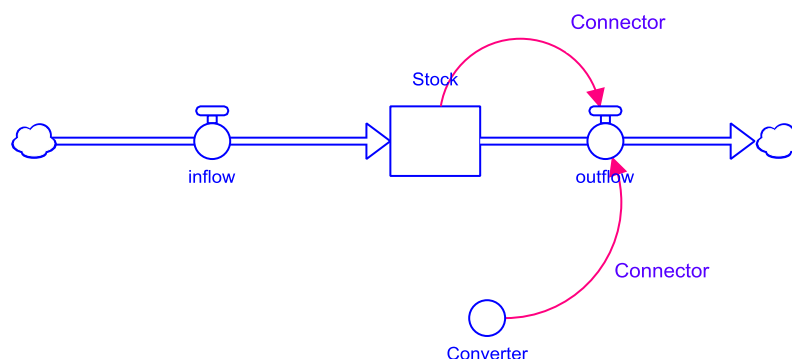 Connector
Stock
inflow
outflow
Connector
Converter